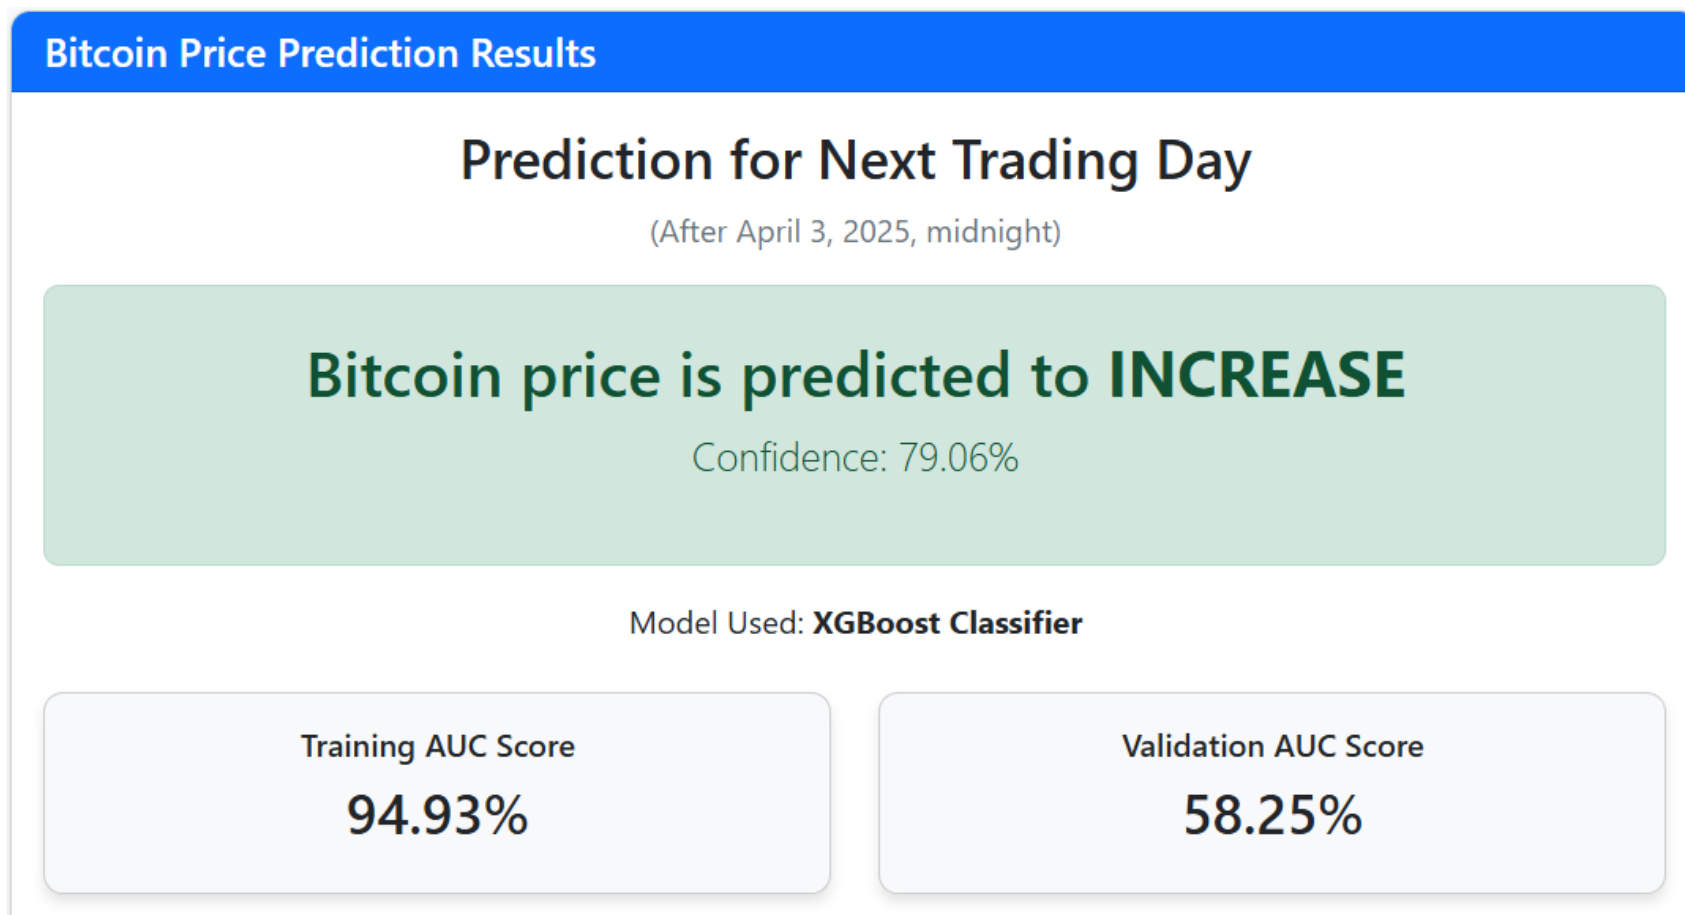 Bitcoin Price Prediction Results
Prediction for Next Trading Day
(After April 3, 2025, midnight)
Bitcoin price is predicted to INCREASE
Confidence: 79.06%
Model Used: XGBoost Classifier
Training AUC Score
94.93%
Validation AUC Score
58.25%